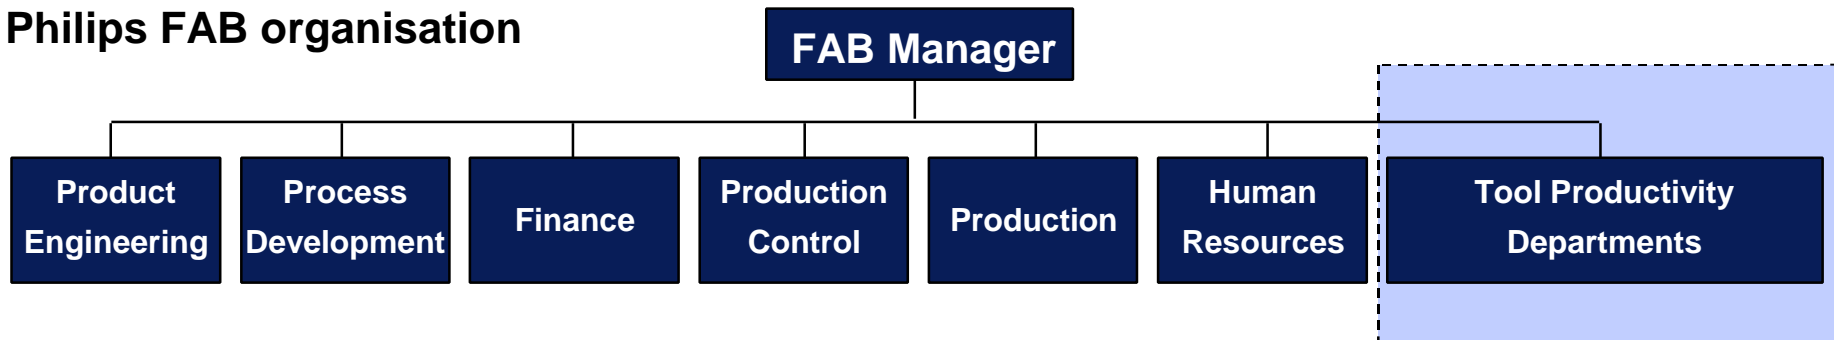 Philips FAB organisation
FAB Manager
Product
Engineering
Process
Development
Finance
Production
Control
Production
Human
Resources
Tool Productivity
Departments